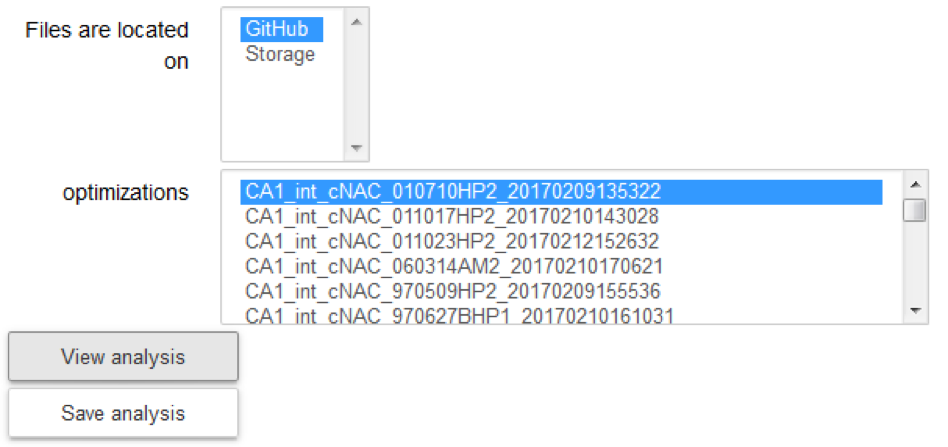 Files are located
on
GitHub
Storage
optimizations
CA1_int_cNAC_010710HP2_20170209135322
CA1_int_cNAC_011017HP2_20170210143028
CA1_int_cNAC_011023HP2_20170212152632
CA1_int_cNAC_060314AM2_20170210170621
CA1_int_cNAC_970509HP2_20170209155536
CA1_int_cNAC_970627BHP1_20170210161031
View analysis
Save analysis